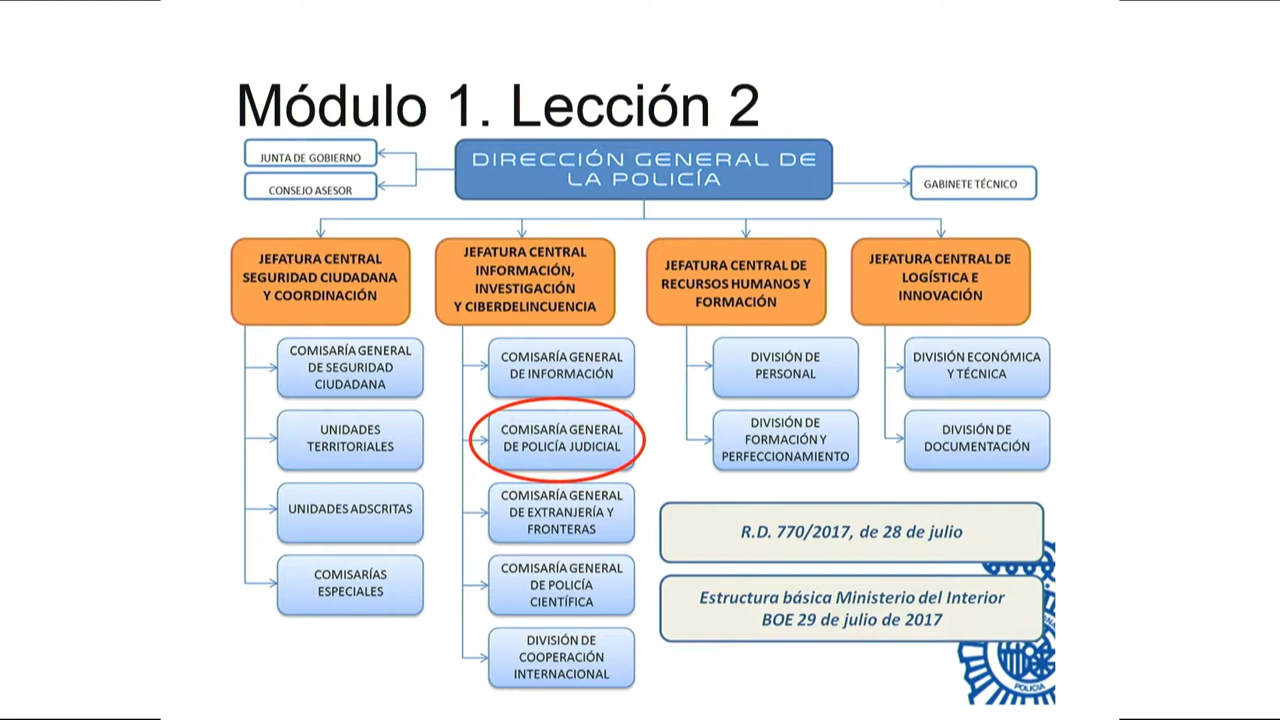 Módulo 1. Lección 2
JUNTA DE GOBIERNO
CONSEJO ASESOR
DIRECCIÓN GENERAL DE
LA POLICÍA
GABINETE TÉCNICO
JEFATURA CENTRAL
SEGURIDAD CIUDADANA
Y COORDINACIÓN
COMISARÍA GENERAL
DE SEGURIDAD
CIUDADANA
UNIDADES
TERRITORIALES
UNIDADES ADSCRITAS
COMISARÍAS
ESPECIALES
JEFATURA CENTRAL
INFORMACIÓN,
INVESTIGACIÓN
Y CIBERDELINCUENCIA
COMISARÍA GENERAL
DE INFORMACIÓN
COMISARÍA GENERAL
DE POLICÍA JUDICIAL
COMISARÍA GENERAL
DE EXTRANJERÍA Y
FRONTERAS
COMISARÍA GENERAL
DE POLICÍA
CIENTÍFICA
DIVISIÓN DE
COOPERACIÓN
INTERNACIONAL
JEFATURA CENTRAL DE
RECURSOS HUMANOS Y
FORMACIÓN
DIVISIÓN DE
PERSONAL
DIVISIÓN DE
FORMACIÓN Y
PERFECCIONAMIENTO
JEFATURA CENTRAL DE
LOGÍSTICA E
INNOVACIÓN
DIVISIÓN ECONÓMICA
Y TÉCNICA
DIVISIÓN DE
DOCUMENTACIÓN
R.D. 770/2017, de 28 de julio
Estructura básica Ministerio del Interior
BOE 29 de julio de 2017
POLICIA